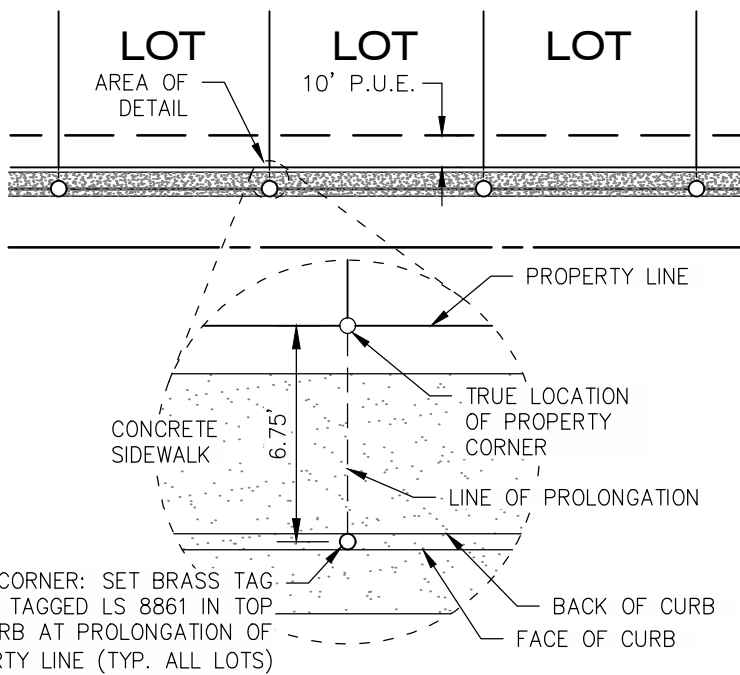 LOT
LOT
LOT
AREA OF
DETAIL
10' P.U.E.
PROPERTY LINE
TRUE LOCATION
OF PROPERTY
CORNER
CONCRETE
SIDEWALK
6.75'
LINE OF PROLONGATION
CORNER: SET BRASS TAG
TAGGED LS 8861 IN TOP
AT PROLONGATION OF
LINE (TYP. ALL LOTS)
BACK OF CURB
FACE OF CURB